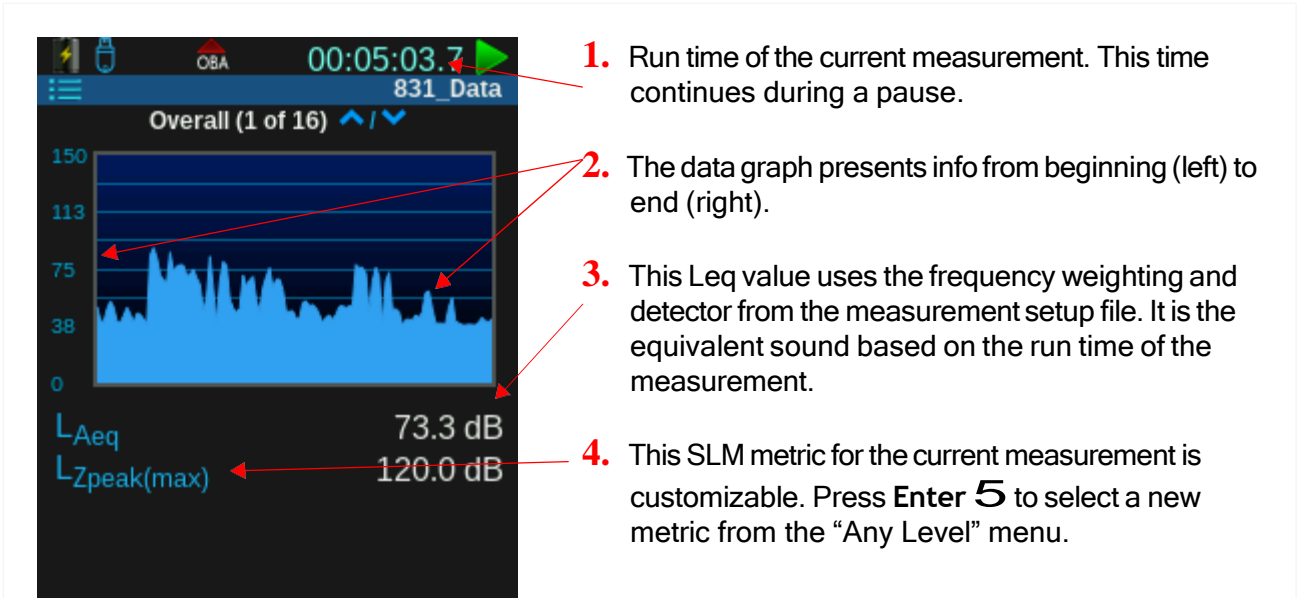 OBA 00:05:03.7
831_Data
Overall (1 of 16) /
150
113
75
38
0
LAeq 73.3 dB
LZpeak(max) 120.0 dB
1. Run time of the current measurement. This time
continues during a pause.
2. The data graph presents info from beginning (left) to
end (right).
3. This Leq value uses the frequency weighting and
detector from the measurement setup file. It is the
equivalent sound based on the run time of the
measurement.
4. This SLM metric for the current measurement is
customizable. Press Enter 5 to select a new
metric from the “Any Level” menu.